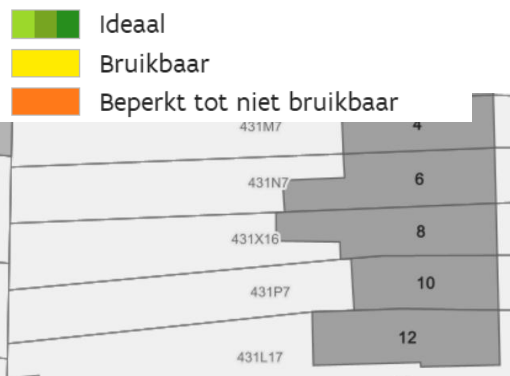 Ideaal
Bruikbaar
Beperkt tot niet bruikbaar
431M7 4
431N7 6
431X16 8
431P7 10
431L17 12